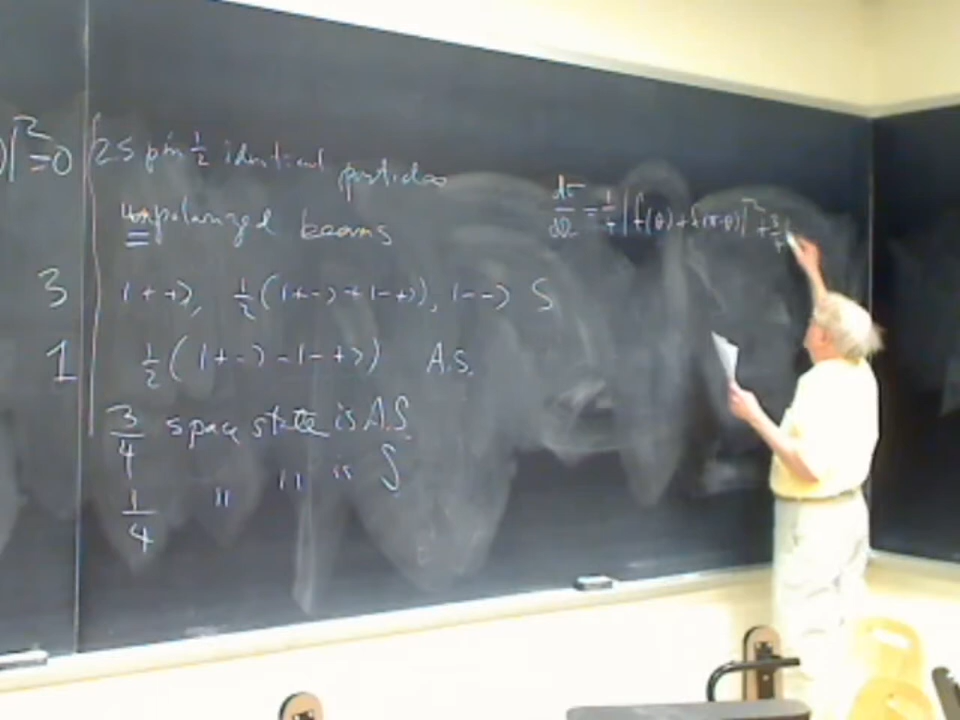 )|²=0
2 Spin 1/2 identical particles
unpolarized beams
3 |++>, 1/2(|+->+|-+>), |--> S
1 1/2(|+->-|-+>) A.S.
3/4 space state is A.S.
1/4 " " is S
dσ/dΩ = 1/4|f(θ)+f(π-θ)|²+3/4|